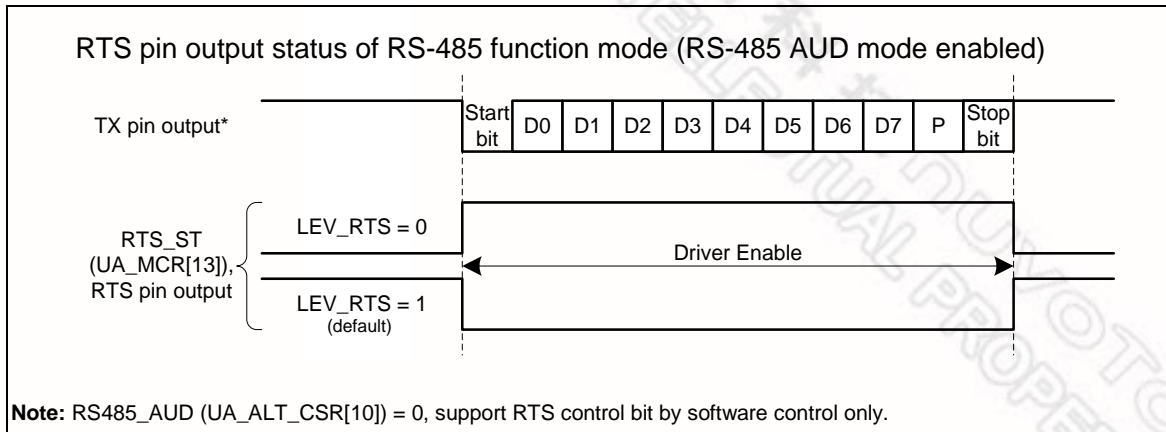 RTS pin output status of RS-485 function mode (RS-485 AUD mode enabled)
TX pin output*
Start bit
D0
D1
D2
D3
D4
D5
D6
D7
P
Stop bit
RTS_ST
(UA_MCR[13]),
RTS pin output
LEV_RTS = 0
Driver Enable
LEV_RTS = 1
(default)
Note: RS485_AUD (UA_ALT_CSR[10]) = 0, support RTS control bit by software control only.